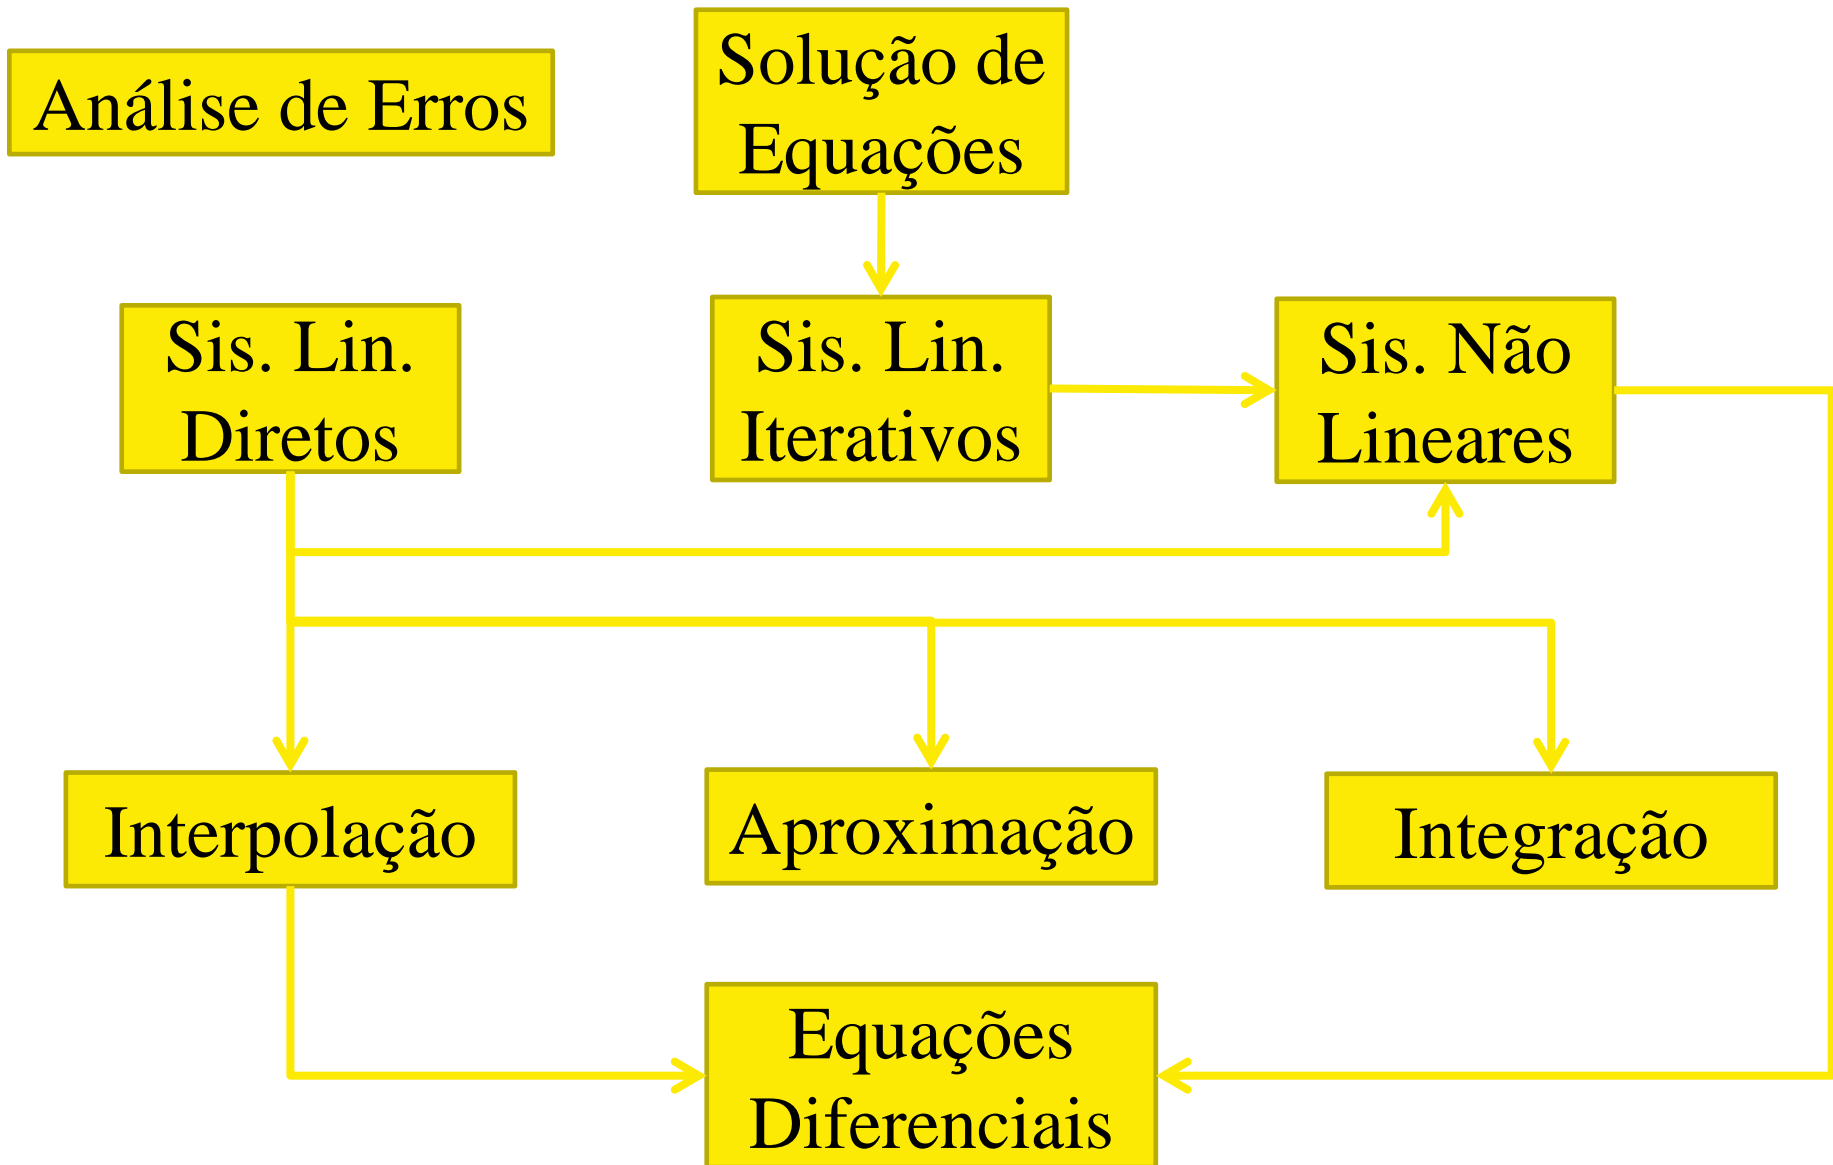 Análise de Erros
Solução de
Equações
Sis. Lin.
Diretos
Sis. Lin.
Iterativos
Sis. Não
Lineares
Interpolação
Aproximação
Integração
Equações
Diferenciais